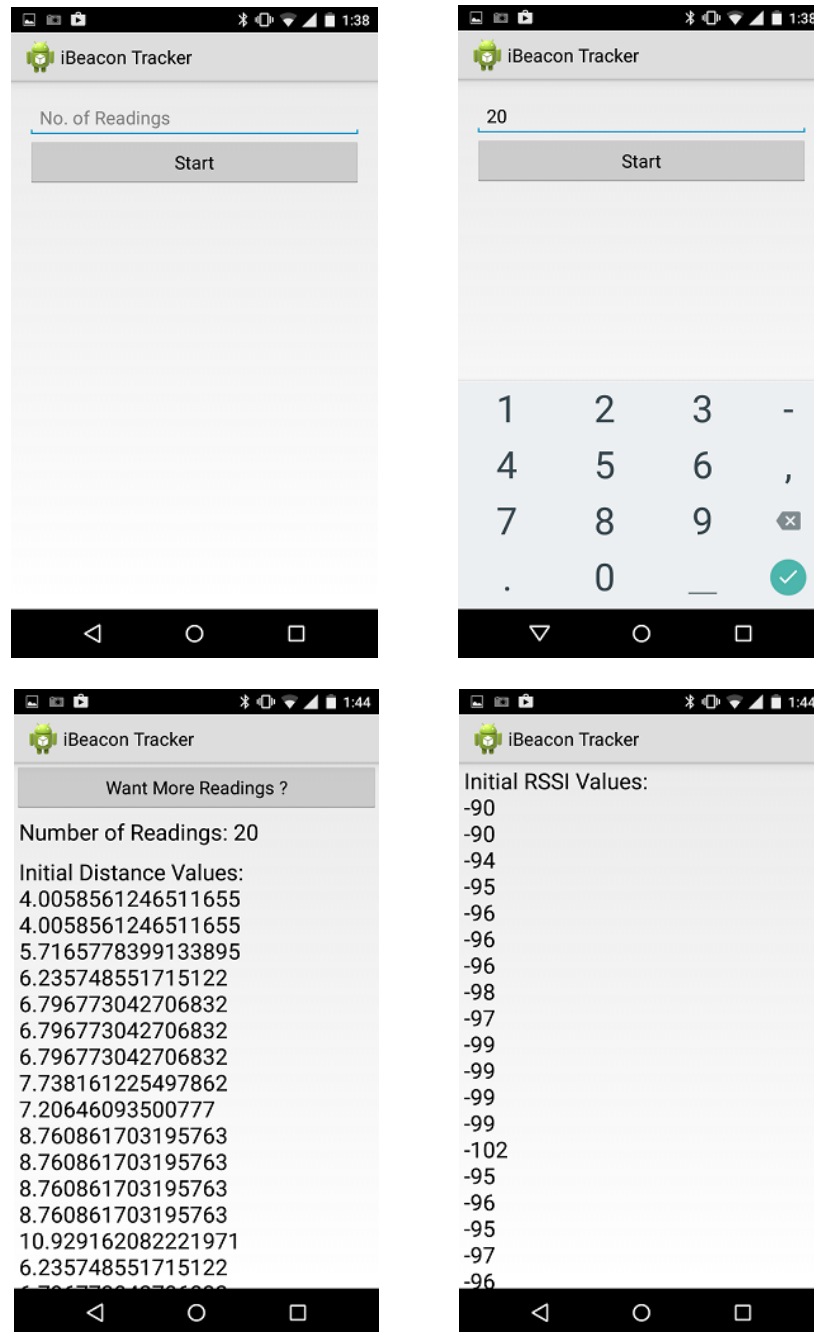 1:38
iBeacon Tracker
No. of Readings
Start
1:38
iBeacon Tracker
20
Start
1 2 3 -
4 5 6 ,
7 8 9
. 0 _
1:44
iBeacon Tracker
Want More Readings ?
Number of Readings: 20
Initial Distance Values:
4.0058561246511655
4.0058561246511655
5.7165778399133895
6.235748551715122
6.796773042706832
6.796773042706832
6.796773042706832
7.738161225497862
7.20646093500777
8.760861703195763
8.760861703195763
8.760861703195763
8.760861703195763
10.929162082221971
6.235748551715122
1:44
iBeacon Tracker
Initial RSSI Values:
-90
-90
-94
-95
-96
-96
-96
-98
-97
-99
-99
-99
-99
-102
-95
-96
-95
-97
-96